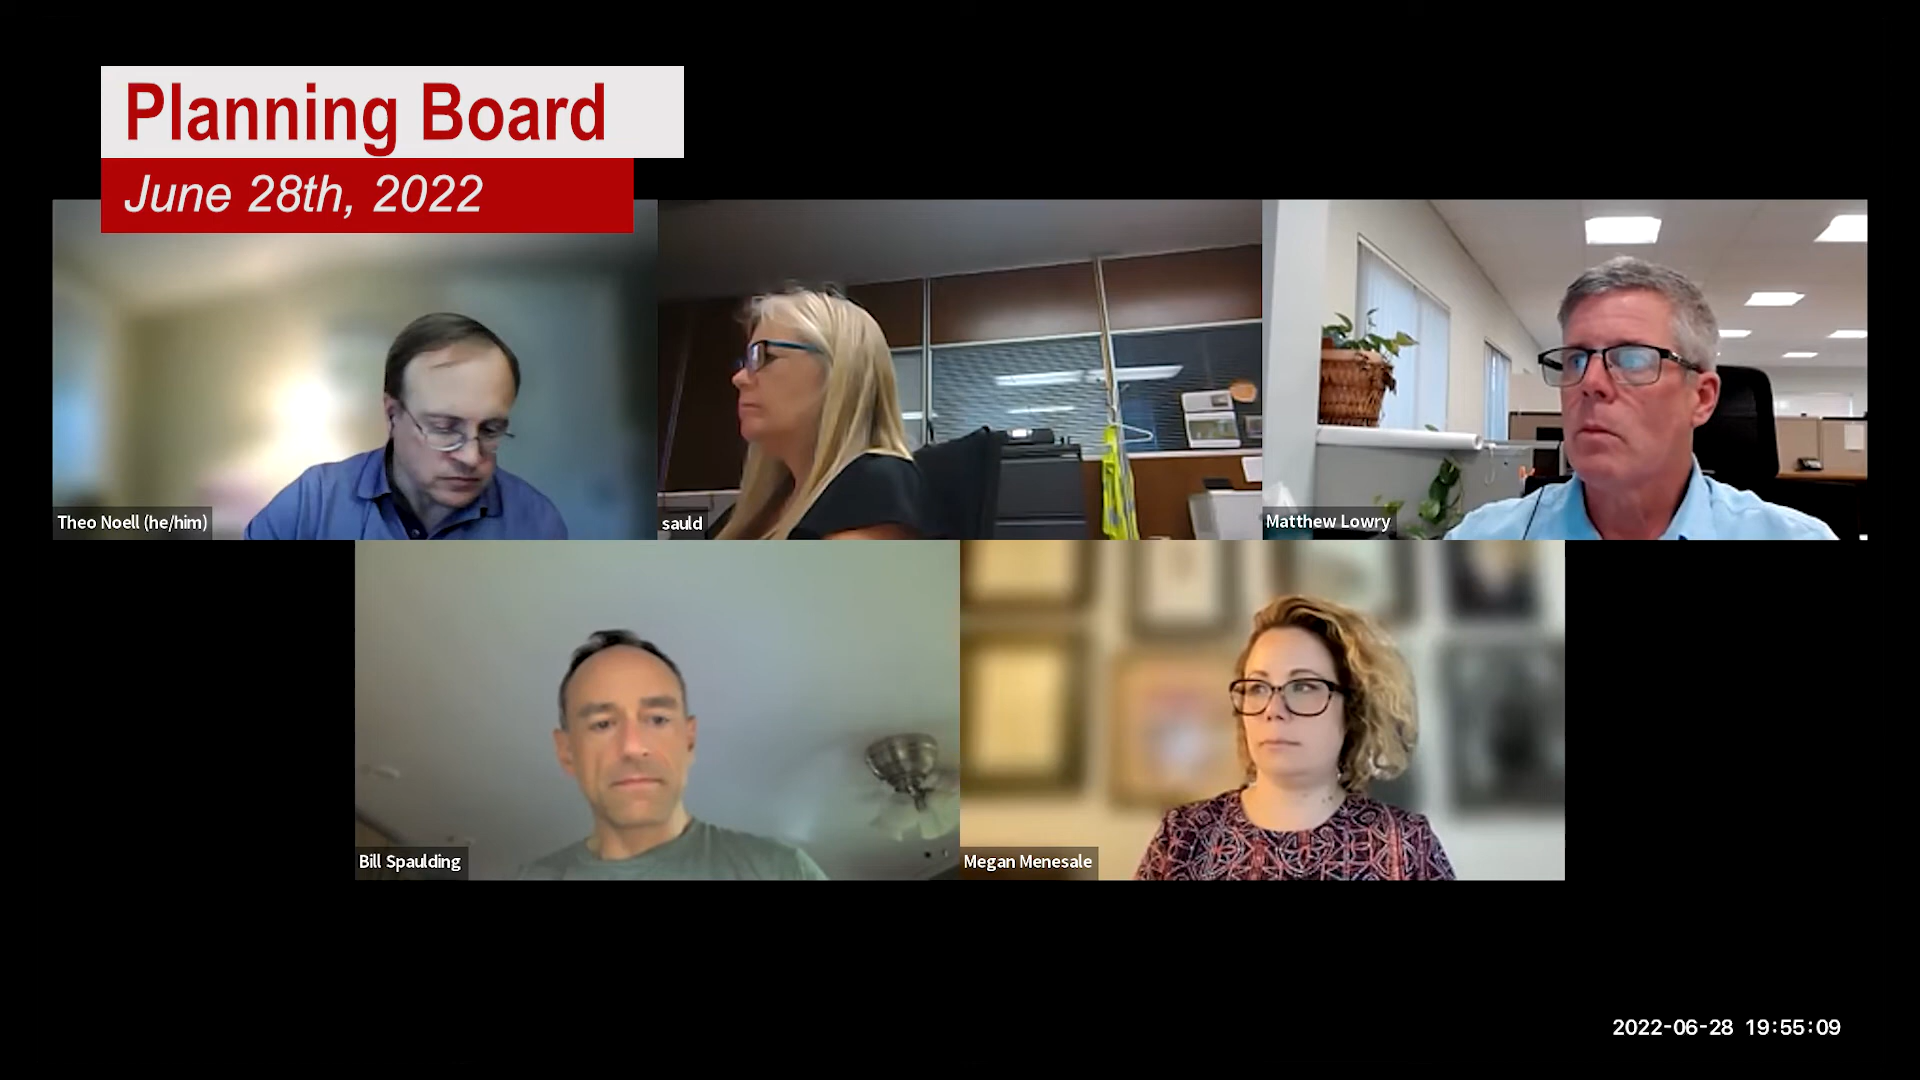 Planning Board
June 28th, 2022
Theo Noell (he/him)
sauld
Matthew Lowry
Bill Spaulding
Megan Menesale
2022-06-28 19:55:09